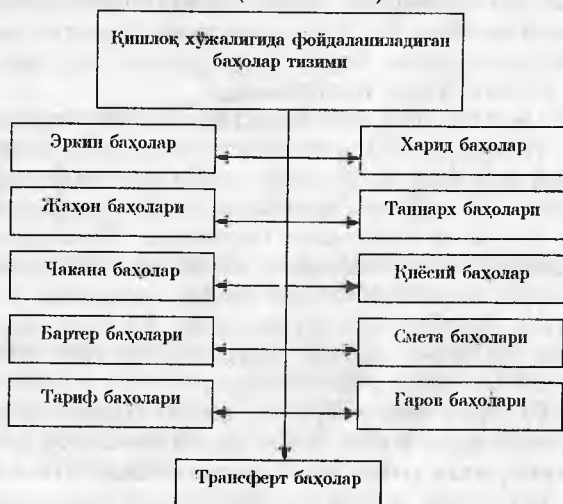 Қишлоқ хўжалигида фойдаланиладиган
баҳолар тизими
Эркин баҳолар
Харид баҳолар
Жаҳон баҳолари
Таннарх баҳолари
Чакана баҳолар
Қиёсий баҳолар
Бартер баҳолари
Смета баҳолари
Тариф баҳолари
Гаров баҳолари
Трансферт баҳолар